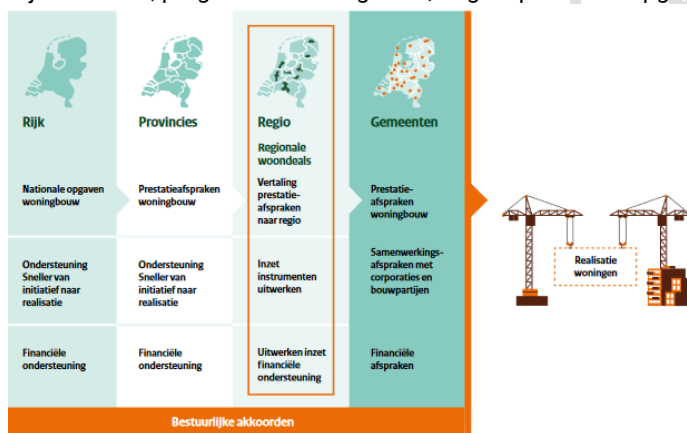 Rijk
Provincies
Regio
Gemeenten
Regionale
woondeals
Nationale opgaven
woningbouw
Prestatieafspraken
woningbouw
Vertaling
prestatie-
afspraken
naar regio
Prestatie-
afspraken
woningbouw
Ondersteuning
Sneller van
initiatief naar
realisatie
Ondersteuning
Sneller van
initiatief naar
realisatie
Inzet
instrumenten
uitwerken
Samenwerkings-
afspraken met
corporaties en
bouwpartijen
Realisatie
woningen
Financiële
ondersteuning
Financiële
ondersteuning
Uitwerken inzet
financiële
ondersteuning
Financiële
afspraken
Bestuurlijke akkoorden